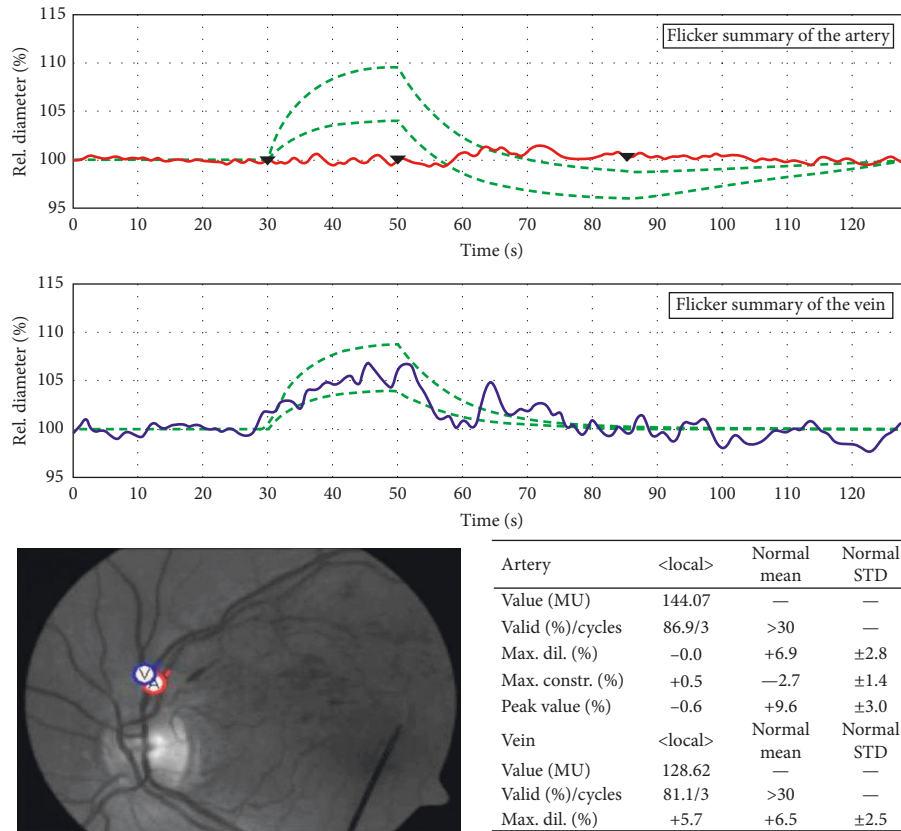 115
Flicker summary of the artery
110
105
100
95
Rel. diameter (%)
0 10 20 30 40 50 60 70 80 90 100 110 120
Time (s)
115
Flicker summary of the vein
110
105
100
95
Rel. diameter (%)
0 10 20 30 40 50 60 70 80 90 100 110 120
Time (s)
V
A
Artery <local> Normal mean Normal STD
Value (MU) 144.07 — —
Valid (%)/cycles 86.9/3 >30 —
Max. dil. (%) –0.0 +6.9 ±2.8
Max. constr. (%) +0.5 —2.7 ±1.4
Peak value (%) –0.6 +9.6 ±3.0
Vein <local> Normal mean Normal STD
Value (MU) 128.62 — —
Valid (%)/cycles 81.1/3 >30 —
Max. dil. (%) +5.7 +6.5 ±2.5